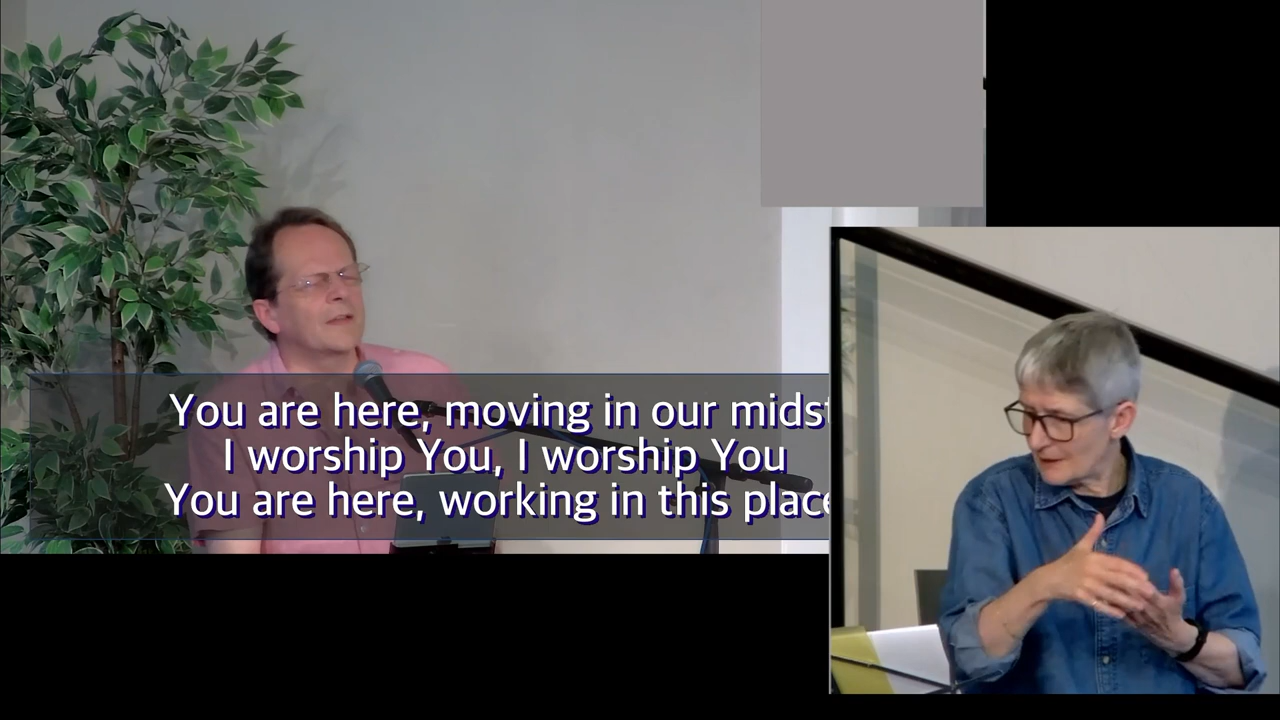 You are here, moving in our midst
I worship You, I worship You
You are here, working in this place